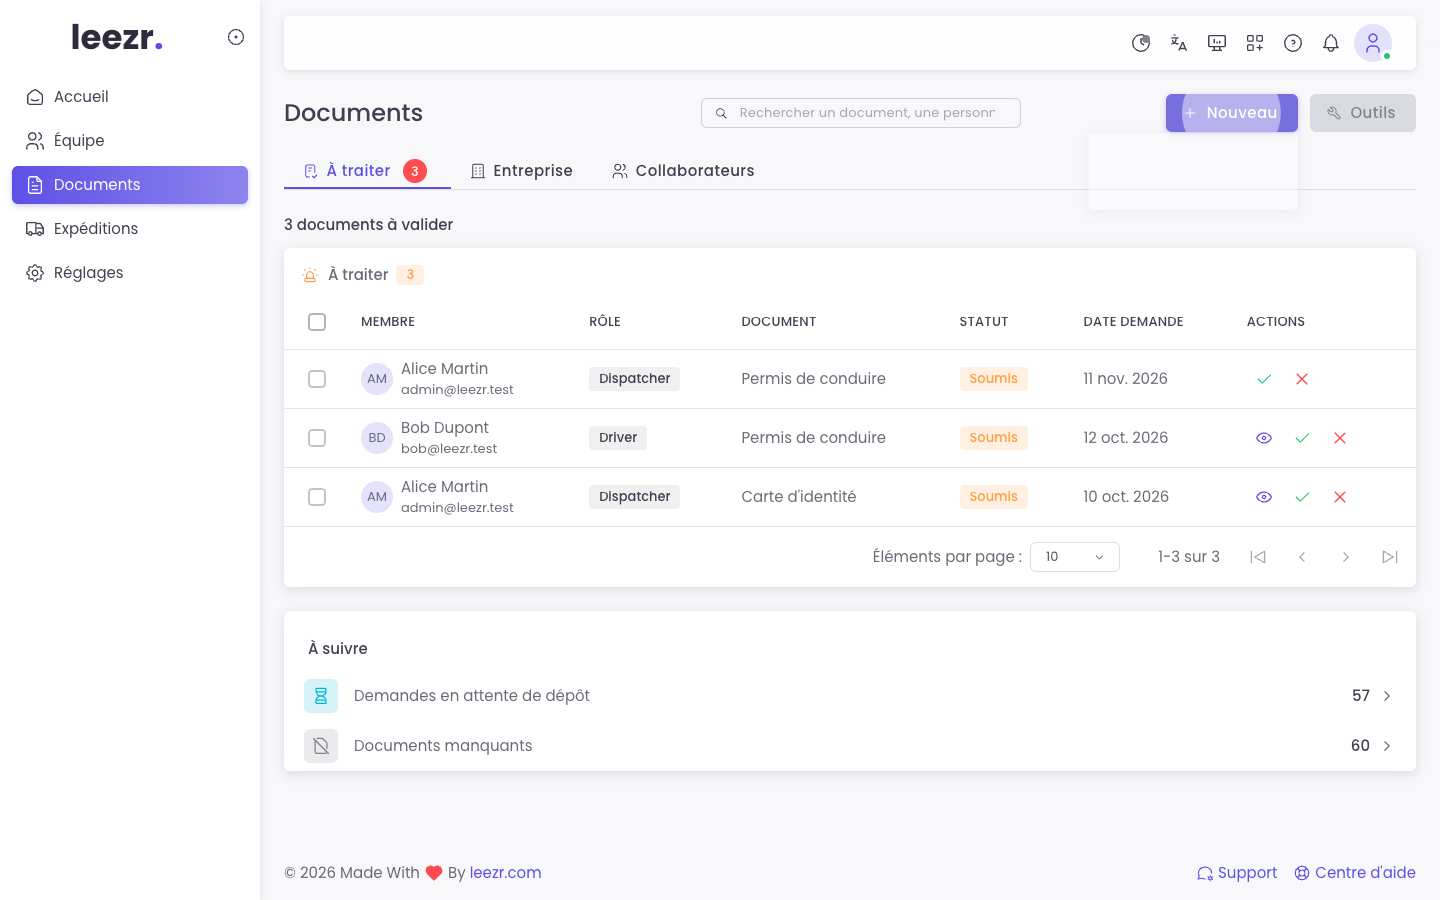 leezr.
Accueil
Équipe
Documents
Expéditions
Réglages
Documents
Rechercher un document, une personn
Nouveau
Outils
À traiter 3
Entreprise
Collaborateurs
3 documents à valider
À traiter 3
MEMBRE RÔLE DOCUMENT STATUT DATE DEMANDE ACTIONS
AM Alice Martin Dispatcher Permis de conduire Soumis 11 nov. 2026
admin@leezr.test
BD Bob Dupont Driver Permis de conduire Soumis 12 oct. 2026
bob@leezr.test
AM Alice Martin Dispatcher Carte d'identité Soumis 10 oct. 2026
admin@leezr.test
Éléments par page : 10 1-3 sur 3
À suivre
Demandes en attente de dépôt 57
Documents manquants 60
© 2026 Made With By leezr.com
Support
Centre d'aide